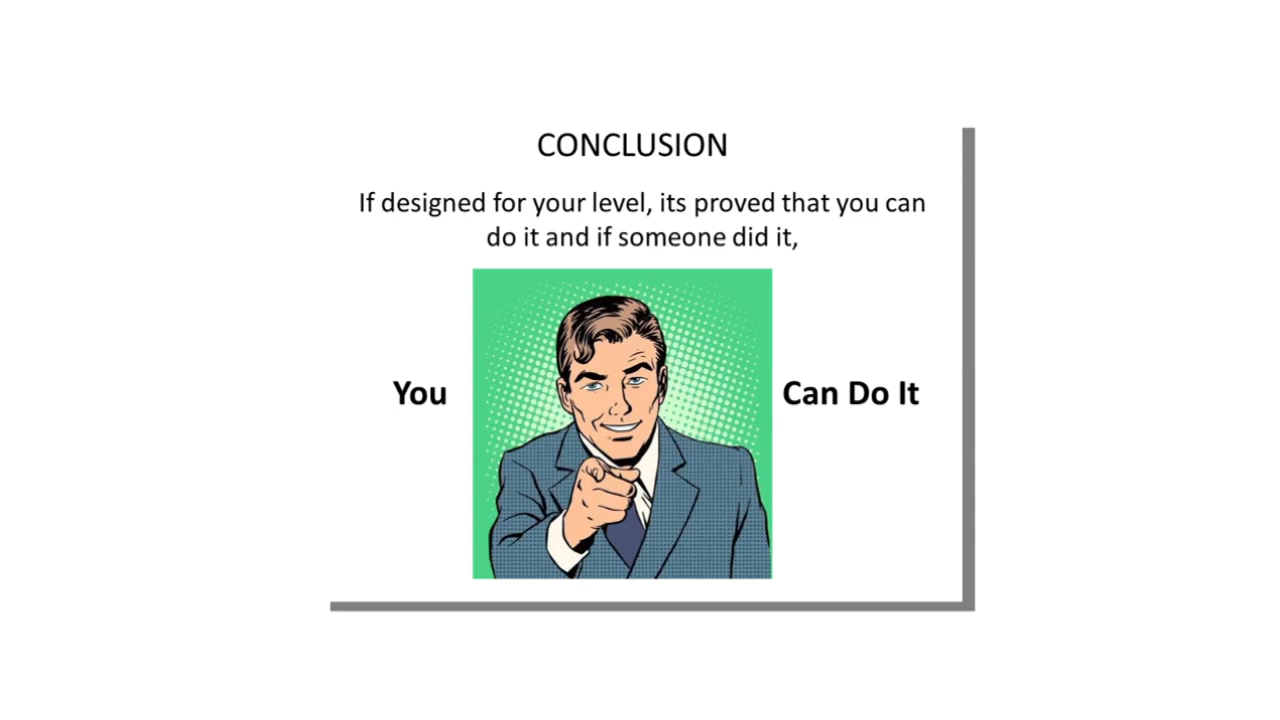 CONCLUSION
If designed for your level, its proved that you can
do it and if someone did it,
You
Can Do It